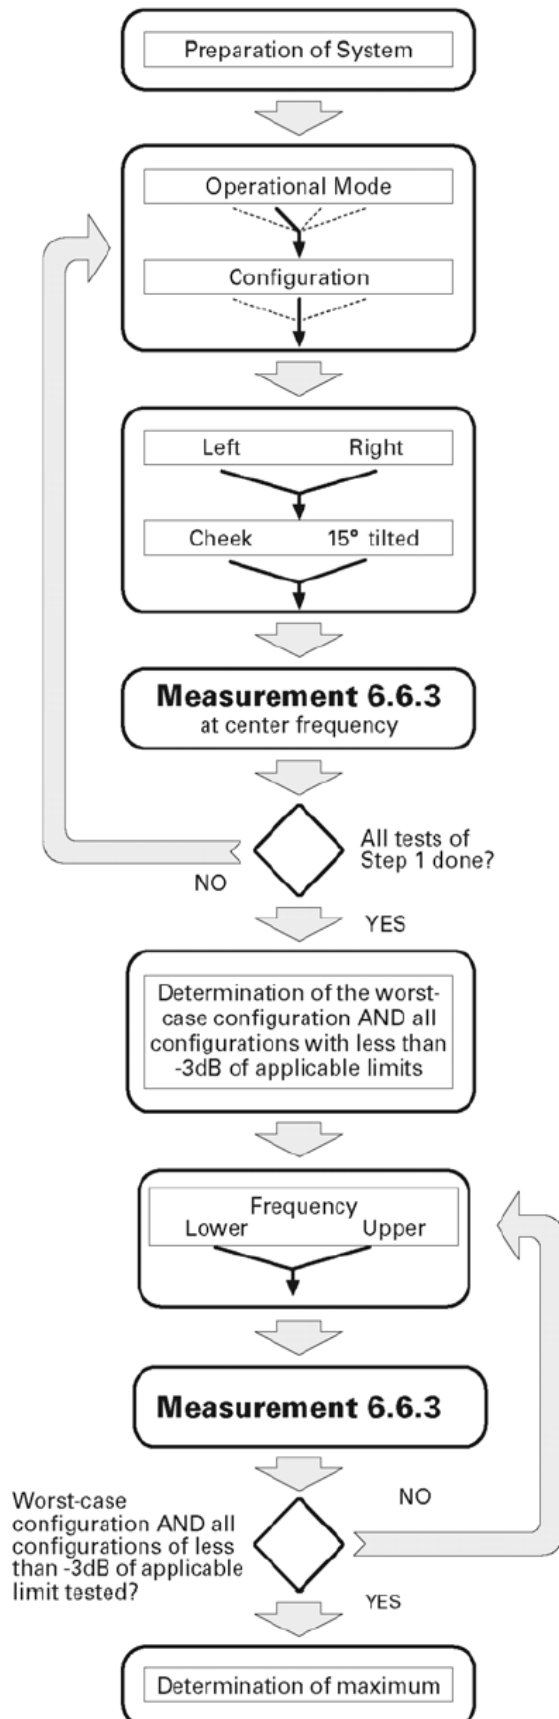 Preparation of System
Operational Mode
Configuration
Left Right
Cheek 15° tilted
Measurement 6.6.3
at center frequency
All tests of
Step 1 done?
NO
YES
Determination of the worst-
case configuration AND all
configurations with less than
-3dB of applicable limits
Frequency
Lower Upper
Measurement 6.6.3
NO
Worst-case
configuration AND all
configurations of less
than -3dB of applicable
limit tested?
YES
Determination of maximum